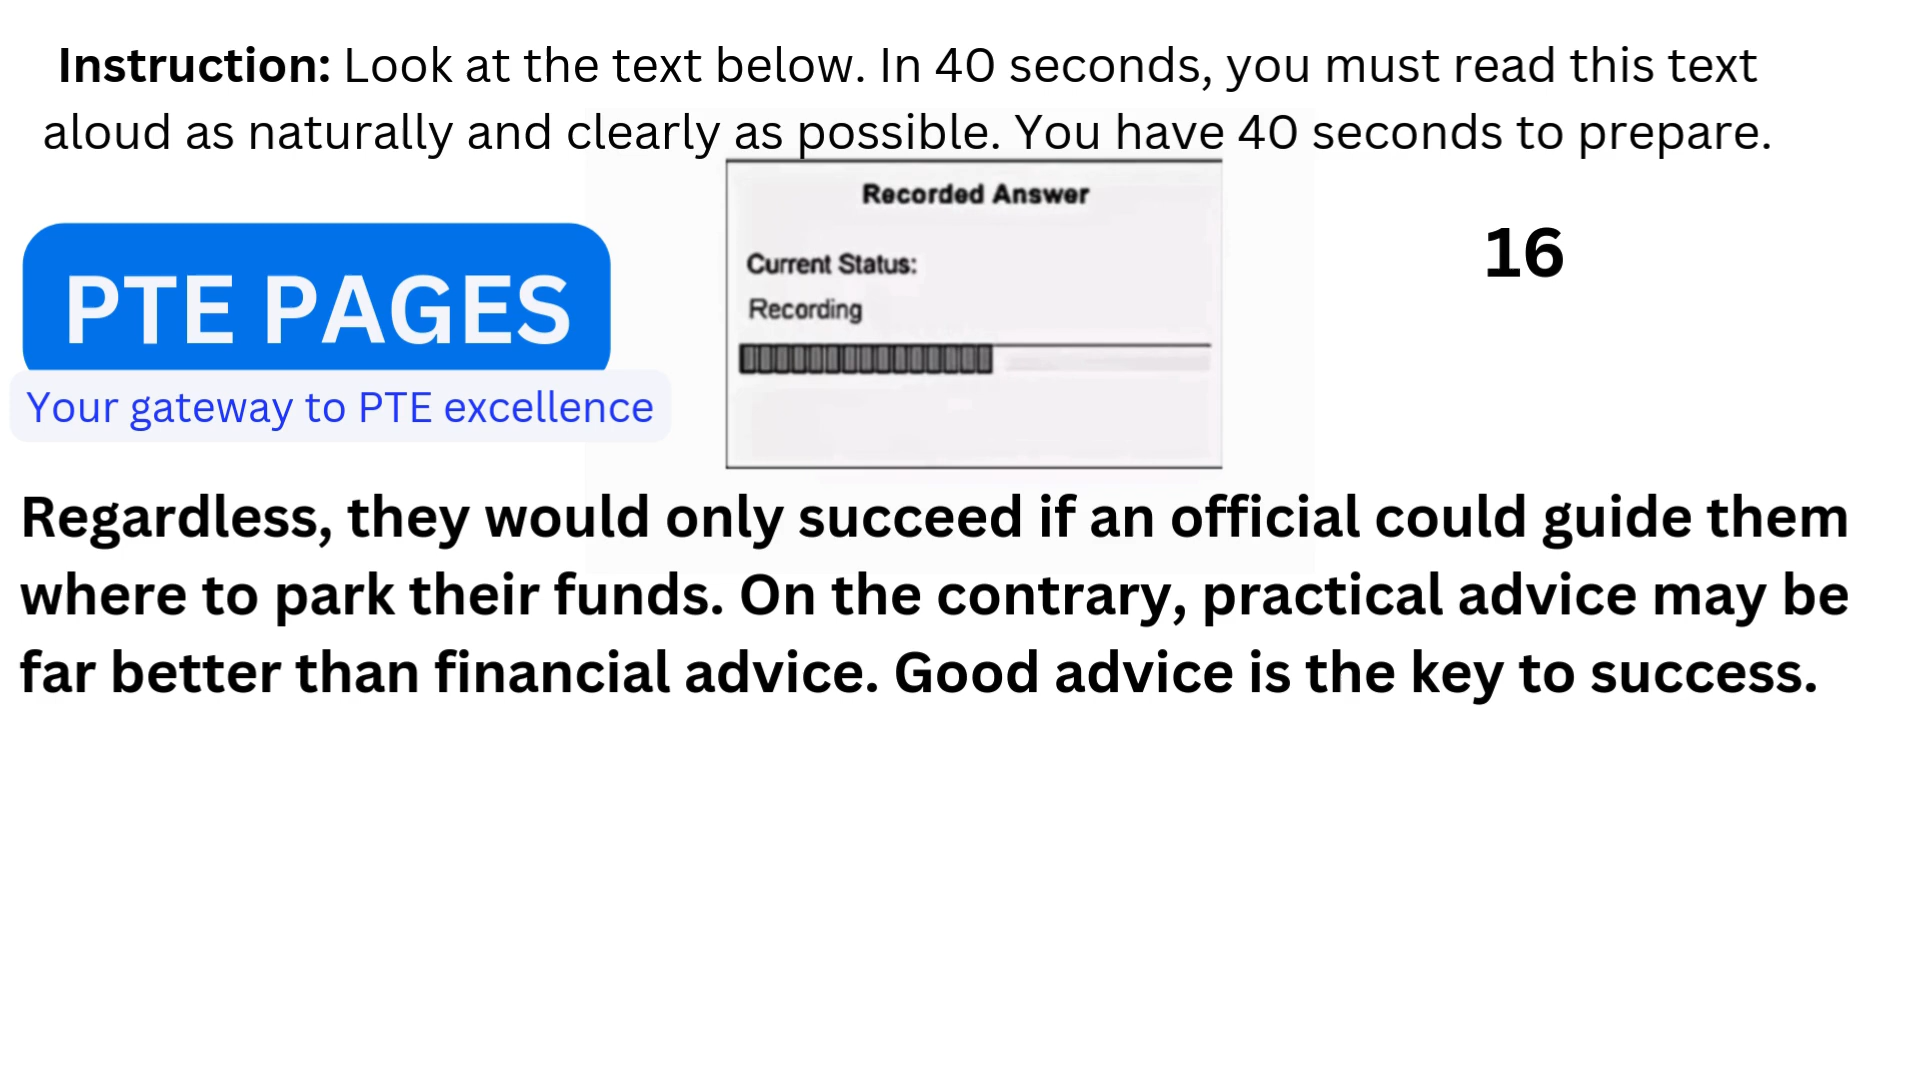 Instruction: Look at the text below. In 40 seconds, you must read this text
aloud as naturally and clearly as possible. You have 40 seconds to prepare.
Recorded Answer
Current Status:
Recording
16
PTE PAGES
Your gateway to PTE excellence
Regardless, they would only succeed if an official could guide them
where to park their funds. On the contrary, practical advice may be
far better than financial advice. Good advice is the key to success.